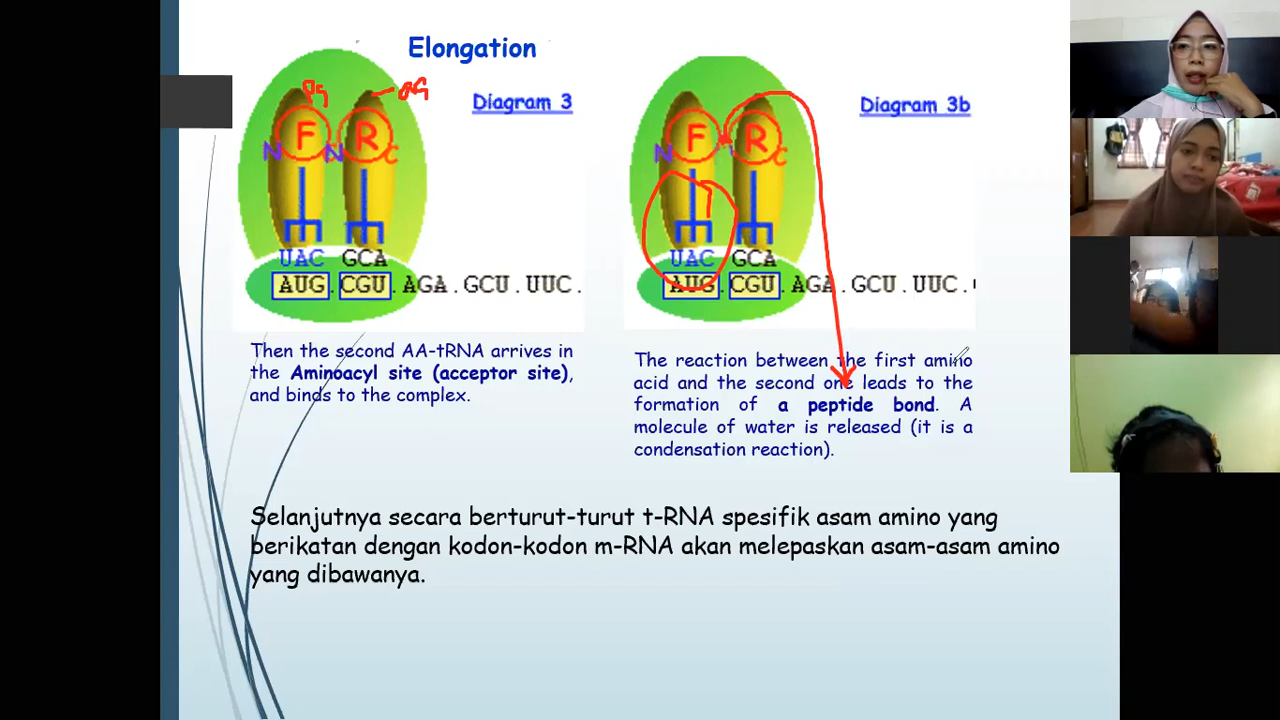 Elongation
Diagram 3
F R
N N C
UAC GCA
AUG.CGU.AGA.GCU.UUC.
Then the second AA-tRNA arrives in
the Aminoacyl site (acceptor site),
and binds to the complex.
Diagram 3b
F R
N C
UAC GCA
AUG.CGU.AGA.GCU.UUC.
The reaction between the first amino
acid and the second one leads to the
formation of a peptide bond. A
molecule of water is released (it is a
condensation reaction).
Selanjutnya secara berturut-turut t-RNA spesifik asam amino yang
berikatan dengan kodon-kodon m-RNA akan melepaskan asam-asam amino
yang dibawanya.